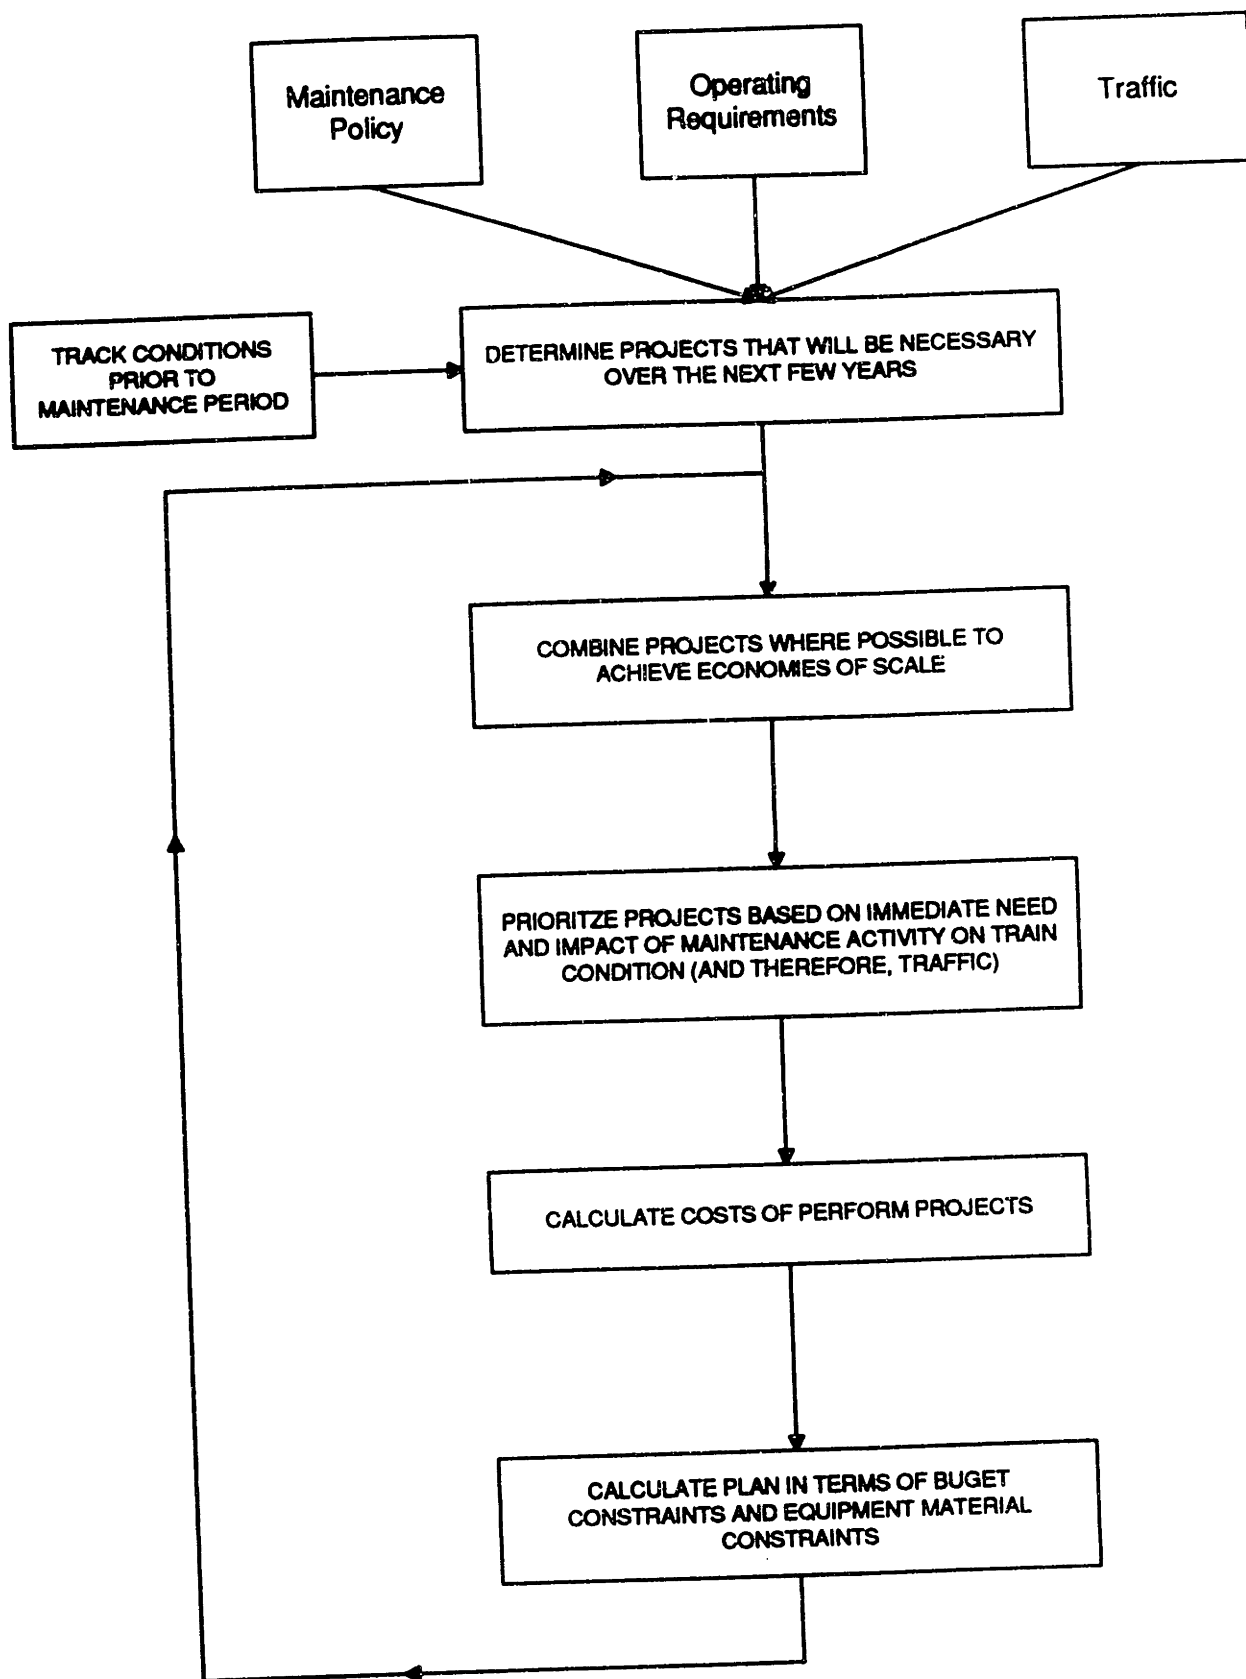 Maintenance
Policy
Operating
Requirements
Traffic
TRACK CONDITIONS
PRIOR TO
MAINTENANCE PERIOD
DETERMINE PROJECTS THAT WILL BE NECESSARY
OVER THE NEXT FEW YEARS
COMBINE PROJECTS WHERE POSSIBLE TO
ACHIEVE ECONOMIES OF SCALE
PRIORITZE PROJECTS BASED ON IMMEDIATE NEED
AND IMPACT OF MAINTENANCE ACTIVITY ON TRAIN
CONDITION (AND THEREFORE, TRAFFIC)
CALCULATE COSTS OF PERFORM PROJECTS
CALCULATE PLAN IN TERMS OF BUGET
CONSTRAINTS AND EQUIPMENT MATERIAL
CONSTRAINTS